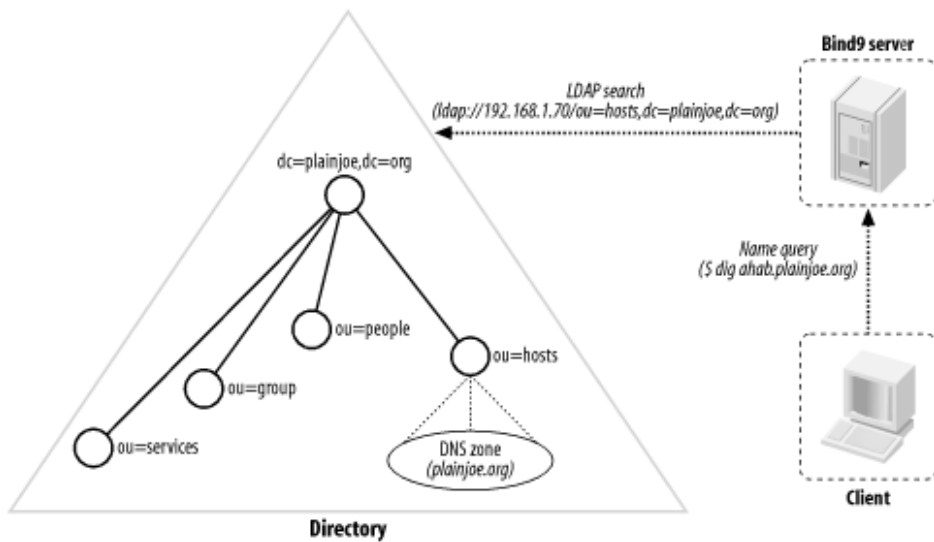 Bind9 server
LDAP search
(ldap://192.168.1.70/ou=hosts,dc=plainjoe,dc=org)
dc=plainjoe,dc=org
Name query
($ dig ahab.plainjoe.org)
ou=people
ou=hosts
ou=group
ou=services
DNS zone
(plainjoe.org)
Client
Directory